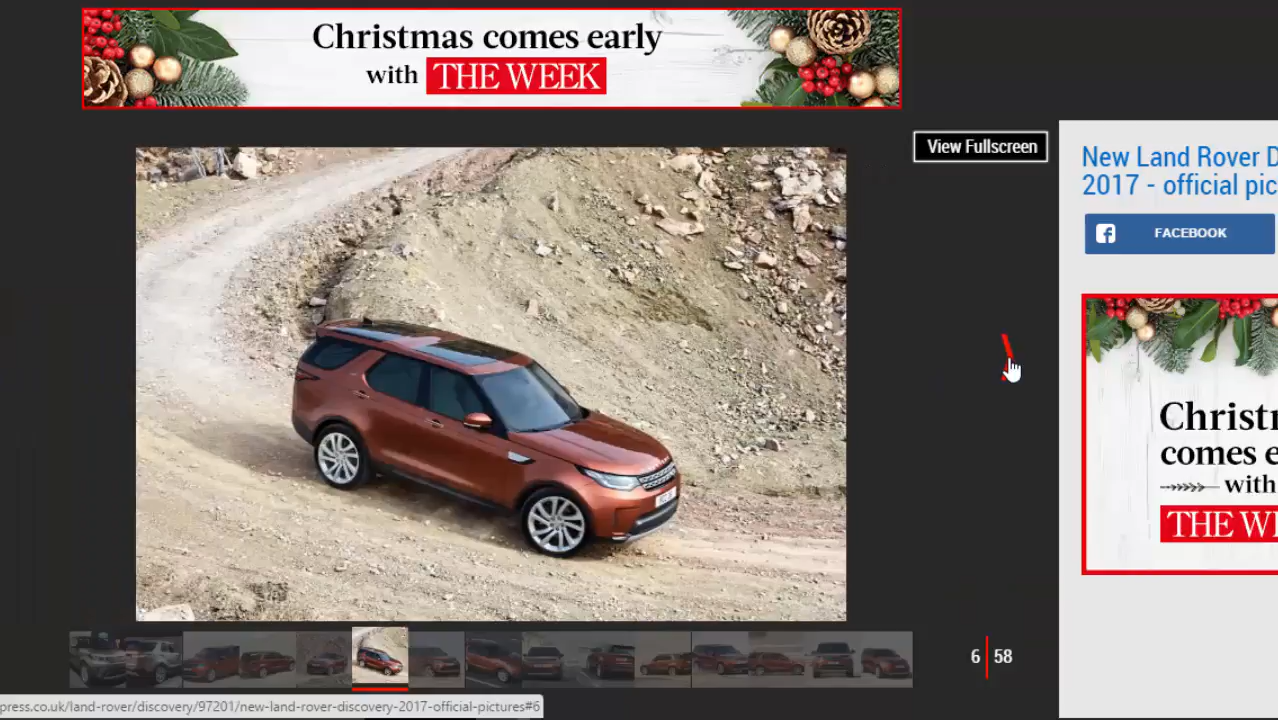 Christmas comes early
with THE WEEK
View Fullscreen
New Land Rover D
2017 - official pic
FACEBOOK
Christ
comes e
with
THE W
6 58
press.co.uk/land-rover/discovery/97201/new-land-rover-discovery-2017-official-pictures#6